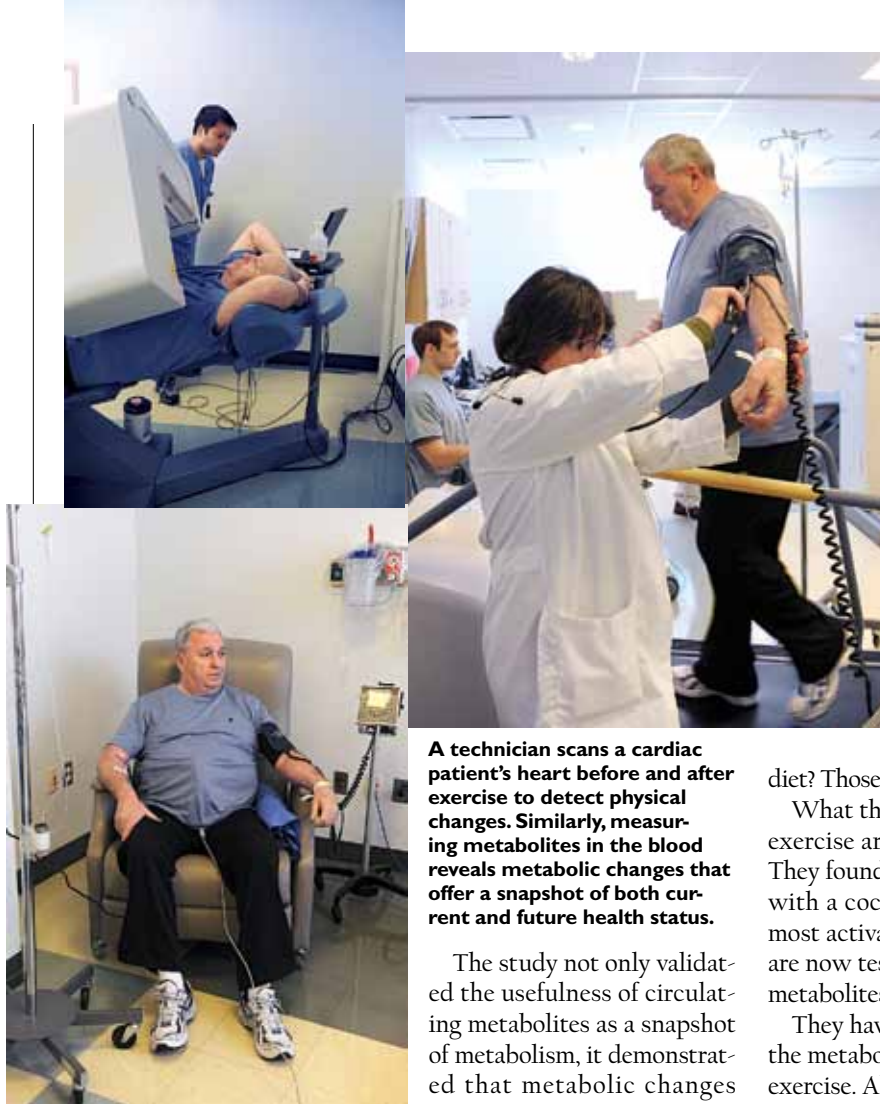 A technician scans a cardiac
patient's heart before and after
exercise to detect physical
changes. Similarly, measur-
ing metabolites in the blood
reveals metabolic changes that
offer a snapshot of both cur-
rent and future health status.
The study not only validat-
ed the usefulness of circulat-
ing metabolites as a snapshot
of metabolism, it demonstrat-
ed that metabolic changes
diet? Those
What th
exercise ar
They found
with a coc
most activa
are now tes
metabolites
They hav
the metabo
exercise. A